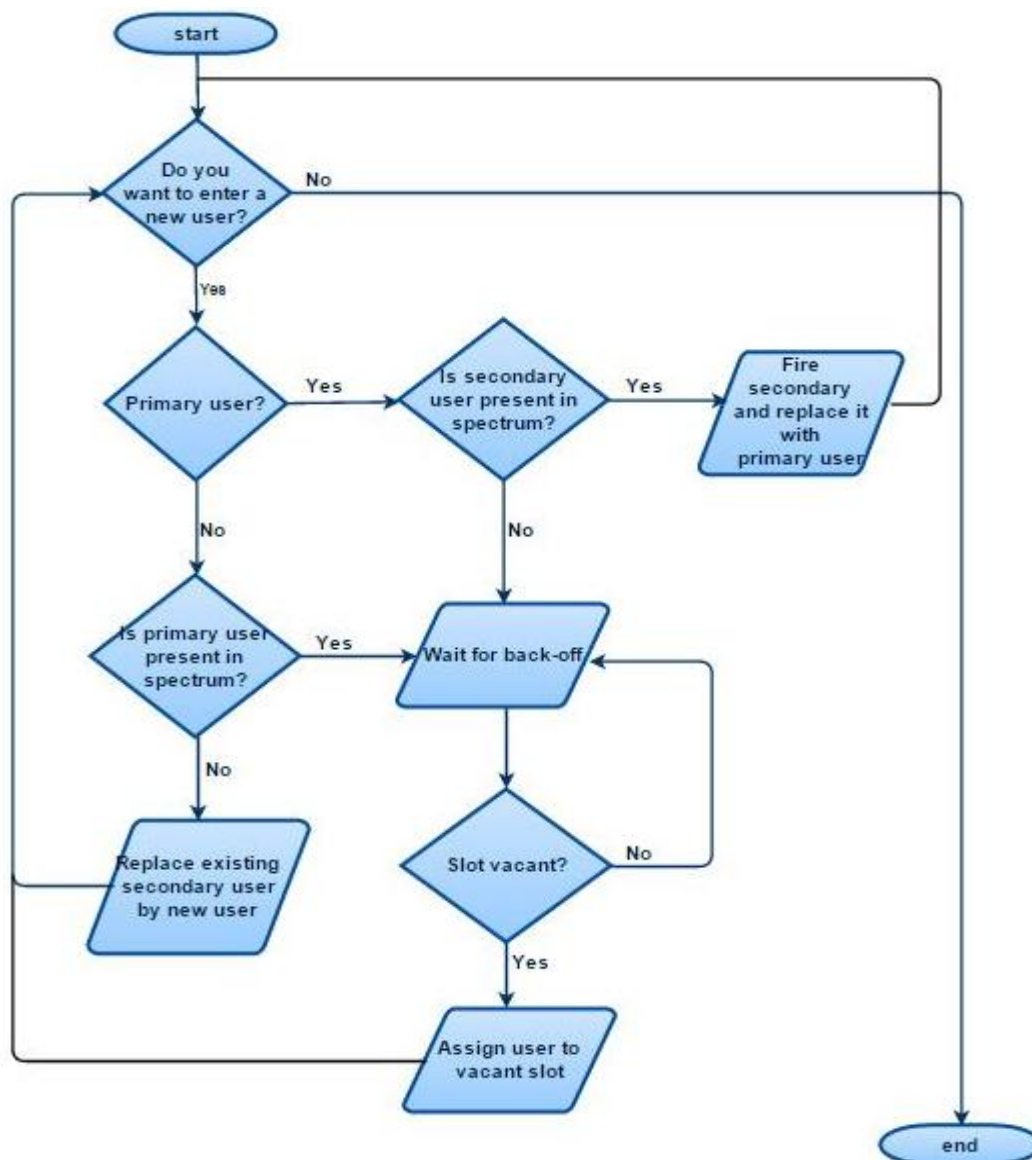 start
Do you
want to enter a
new user?
No
Yes
Primary user?
Yes
Is secondary
user present in
spectrum?
Yes
Fire
secondary
and replace it
with
primary user
No
No
Is primary user
present in
spectrum?
Yes
Wait for back-off
No
Replace existing
secondary user
by new user
Slot vacant?
No
Yes
Assign user to
vacant slot
end